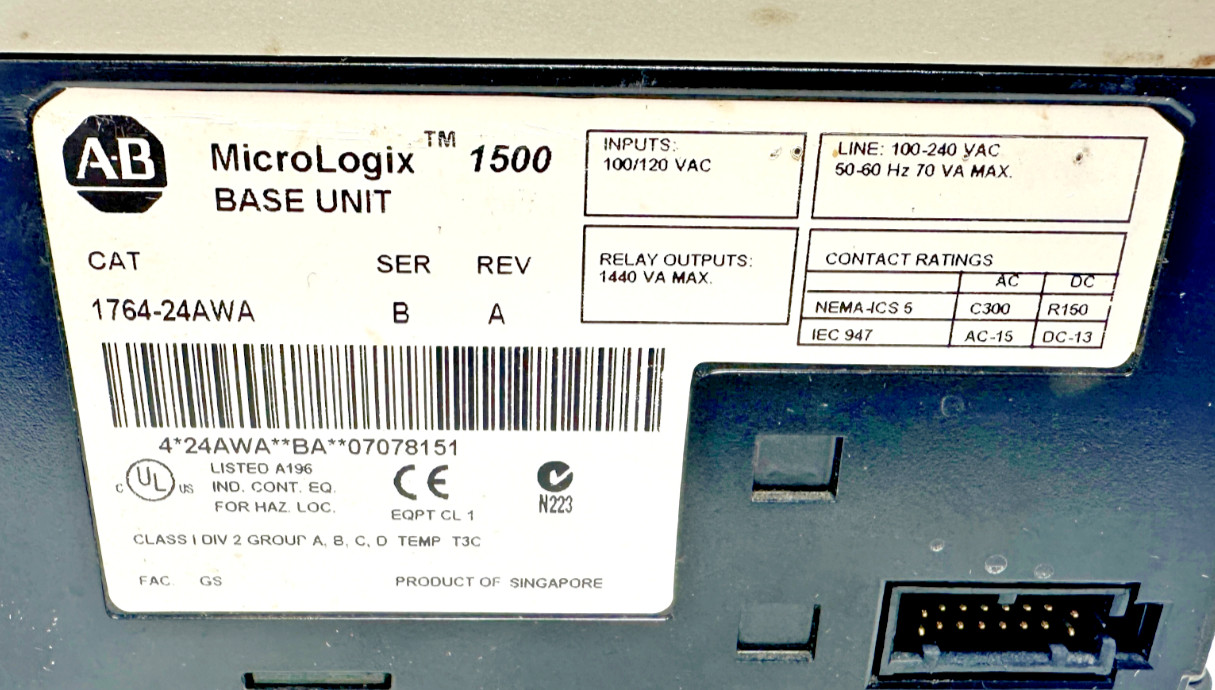 A·B
MicroLogix™ 1500
BASE UNIT
CAT SER REV
1764-24AWA B A
4*24AWA**BA**07078151
C UL US
LISTED A196
IND. CONT. EQ.
FOR HAZ. LOC.
CE
EQPT CL 1
N223
CLASS I DIV 2 GROUP A, B, C, D TEMP T3C
FAC. GS PRODUCT OF SINGAPORE
INPUTS:
100/120 VAC
LINE: 100-240 VAC
50-60 Hz 70 VA MAX.
RELAY OUTPUTS:
1440 VA MAX.
CONTACT RATINGS
AC DC
NEMA-ICS 5 C300 R150
IEC 947 AC-15 DC-13